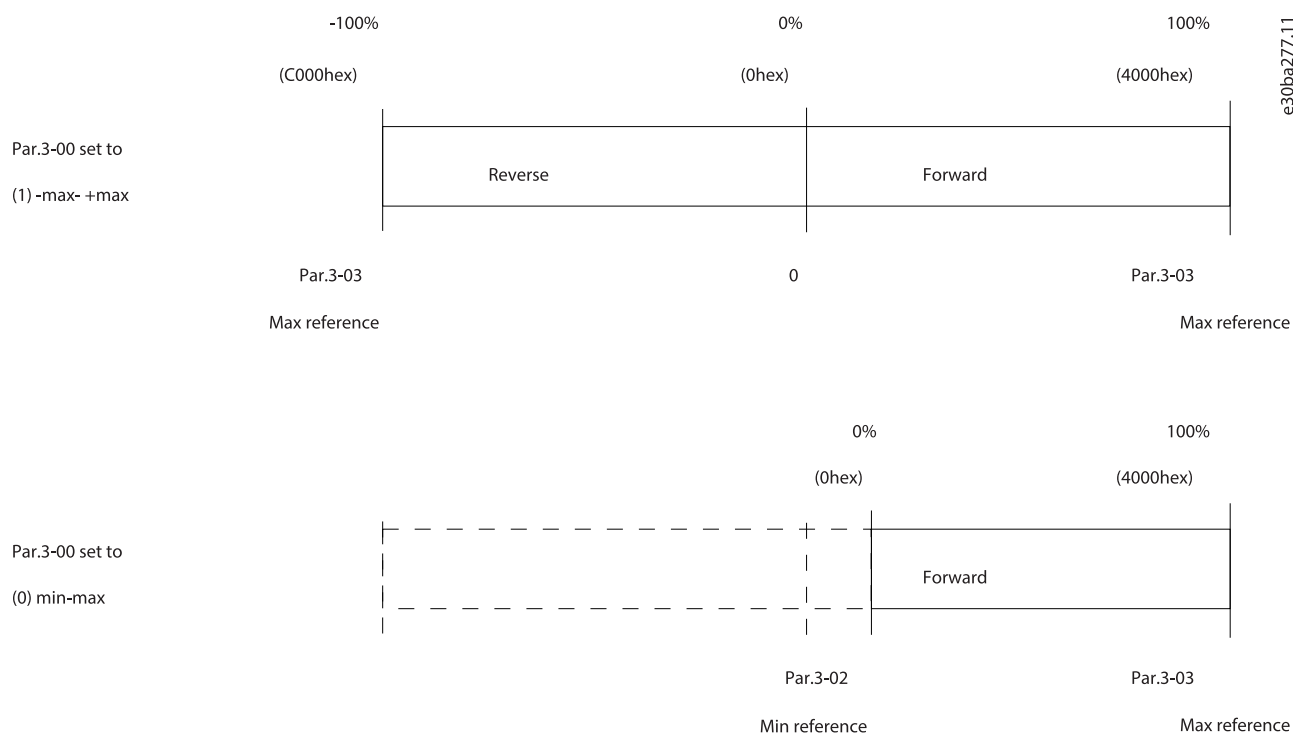 -100%
0%
100%
(C000hex)
(0hex)
(4000hex)
e30ba277.11
Par.3-00 set to
(1) -max- +max
Reverse
Forward
Par.3-03
0
Par.3-03
Max reference
Max reference
0%
100%
(0hex)
(4000hex)
Par.3-00 set to
(0) min-max
Forward
Par.3-02
Par.3-03
Min reference
Max reference